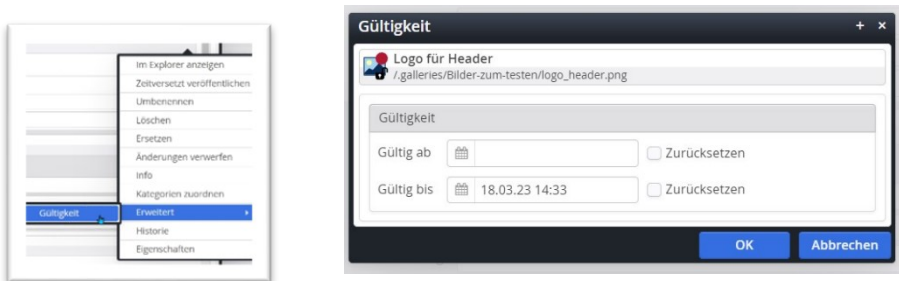 Im Explorer anzeigen
Zeitversetzt veröffentlichen
Umbenennen
Löschen
Ersetzen
Änderungen verwerfen
Info
Kategorien zuordnen
Gültigkeit
Erweitert
Historie
Eigenschaften
Gültigkeit
Logo für Header
/.galleries/Bilder-zum-testen/logo_header.png
Gültigkeit
Gültig ab Zurücksetzen
Gültig bis 18.03.23 14:33 Zurücksetzen
OK Abbrechen